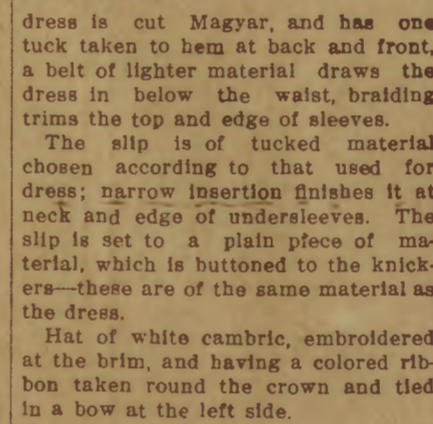 dress is cut Magyar, and has one
tuck taken to hem at back and front,
a belt of lighter material draws the
dress in below the waist, braiding
trims the top and edge of sleeves.
The slip is of tucked material
chosen according to that used for
dress; narrow insertion finishes it at
neck and edge of undersleeves. The
slip is set to a plain piece of ma-
terial, which is buttoned to the knick-
ers—these are of the same material as
the dress.
Hat of white cambric, embroidered
at the brim, and having a colored rib-
bon taken round the crown and tied
in a bow at the left side.